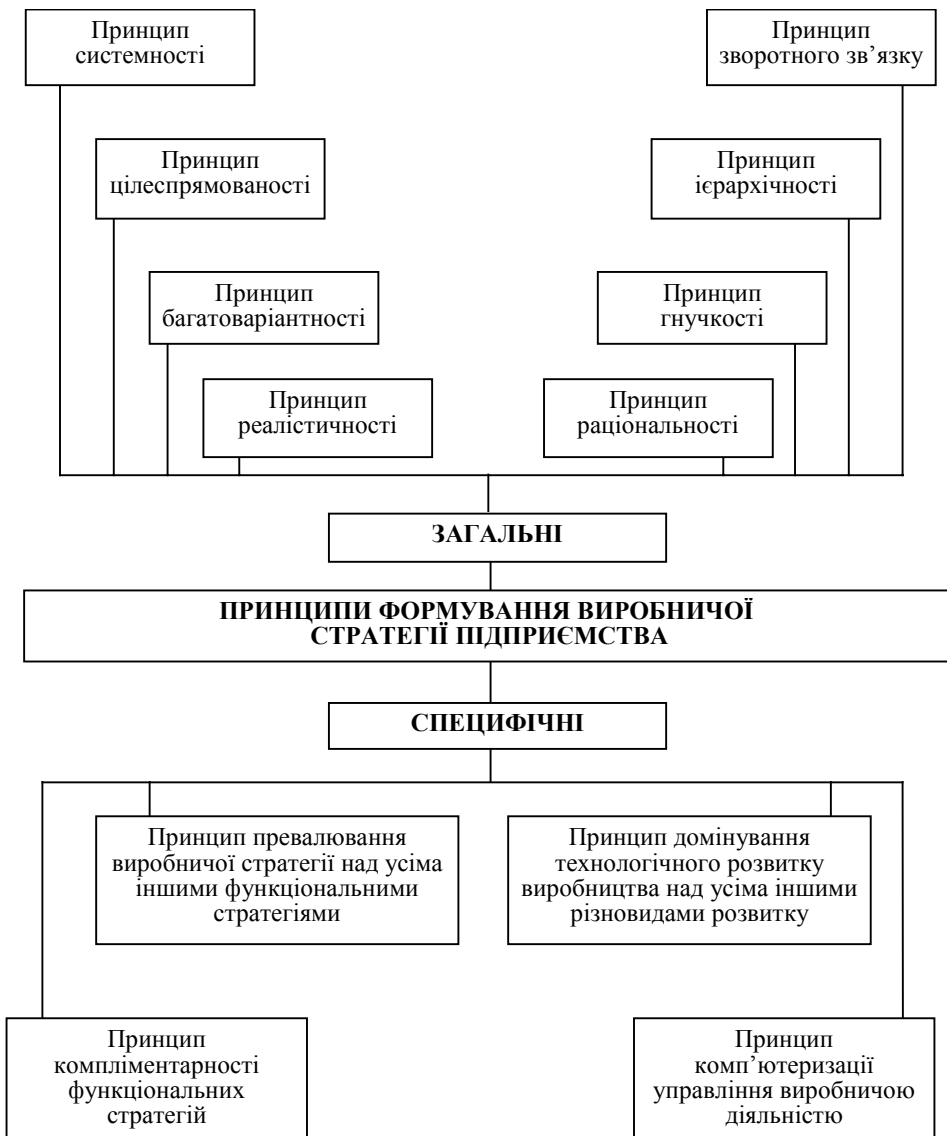 Принцип
системності
Принцип
зворотного зв’язку
Принцип
цілеспрямованості
Принцип
ієрархічності
Принцип
багатоваріантності
Принцип
гнучкості
Принцип
реалістичності
Принцип
раціональності
ЗАГАЛЬНІ
ПРИНЦИПИ ФОРМУВАННЯ ВИРОБНИЧОЇ
СТРАТЕГІЇ ПІДПРИЄМСТВА
СПЕЦИФІЧНІ
Принцип превалювання
виробничої стратегії над усіма
іншими функціональними
стратегіями
Принцип домінування
технологічного розвитку
виробництва над усіма іншими
різновидами розвитку
Принцип
компліментарності
функціональних
стратегій
Принцип
комп’ютеризації
управління виробничою
діяльністю